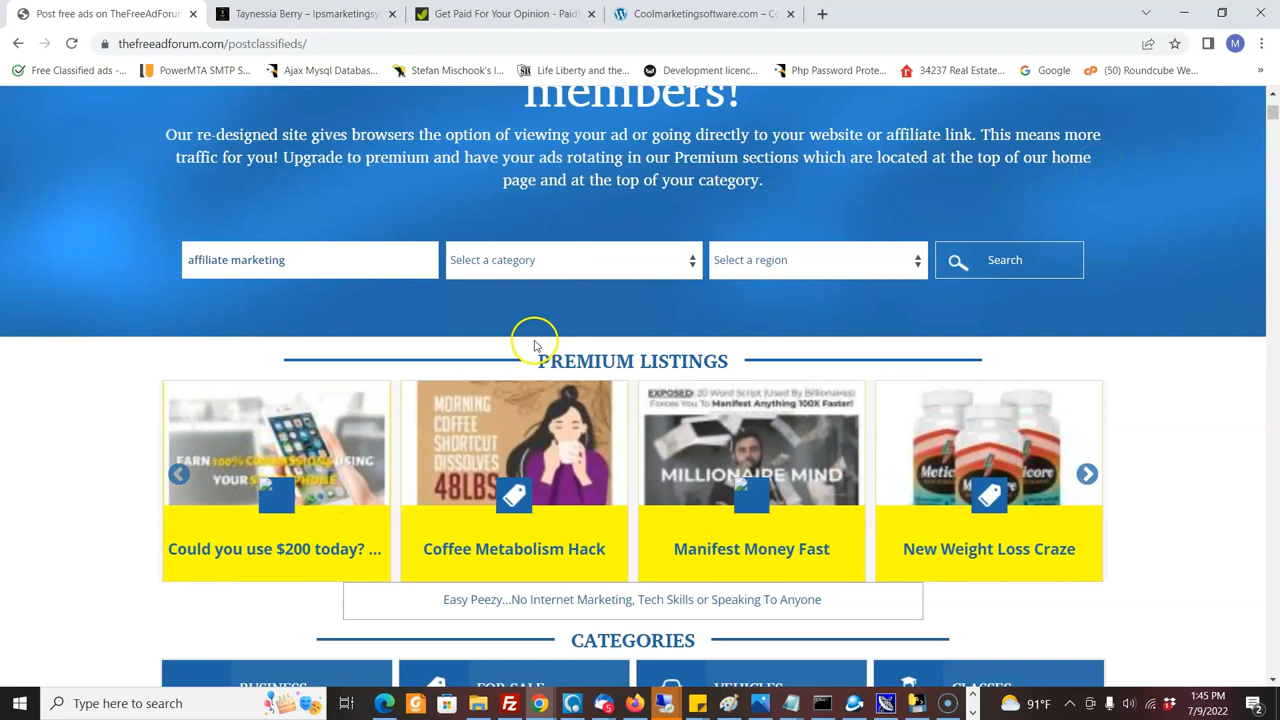 Post free ads on TheFreeAdForum
Taynessia Berry – Ipsmarketingsy
Get Paid For Your Opinion - PaidV
Coolmarketingsoftware.com – Co
thefreeadforum.com/postclassifieds/
M
Free Classified ads -...
PowerMTA SMTP S...
Ajax Mysql Databas...
Stefan Mischook's I...
Life Liberty and the...
Development licenc...
Php Password Prote...
34237 Real Estate...
Google
(50) Roundcube We...
members!
Our re-designed site gives browsers the option of viewing your ad or going directly to your website or affiliate link. This means more
traffic for you! Upgrade to premium and have your ads rotating in our Premium sections which are located at the top of our home
page and at the top of your category.
affiliate marketing
Select a category
Select a region
Search
PREMIUM LISTINGS
EARN 100% COMMISSIONS USING
YOUR SMARTPHONE
MORNING
COFFEE
SHORTCUT
DISSOLVES
48LBS
EXPOSED: 20 Word Script (Used By Billionaires)
Forces You To Manifest Anything 100X Faster!
MILLIONAIRE MIND
Could you use $200 today? ...
Coffee Metabolism Hack
Manifest Money Fast
New Weight Loss Craze
Easy Peezy...No Internet Marketing, Tech Skills or Speaking To Anyone
CATEGORIES
BUSINESS
FOR SALE
VEHICLES
CLASSES
Type here to search
91°F
1:45 PM
7/9/2022
2